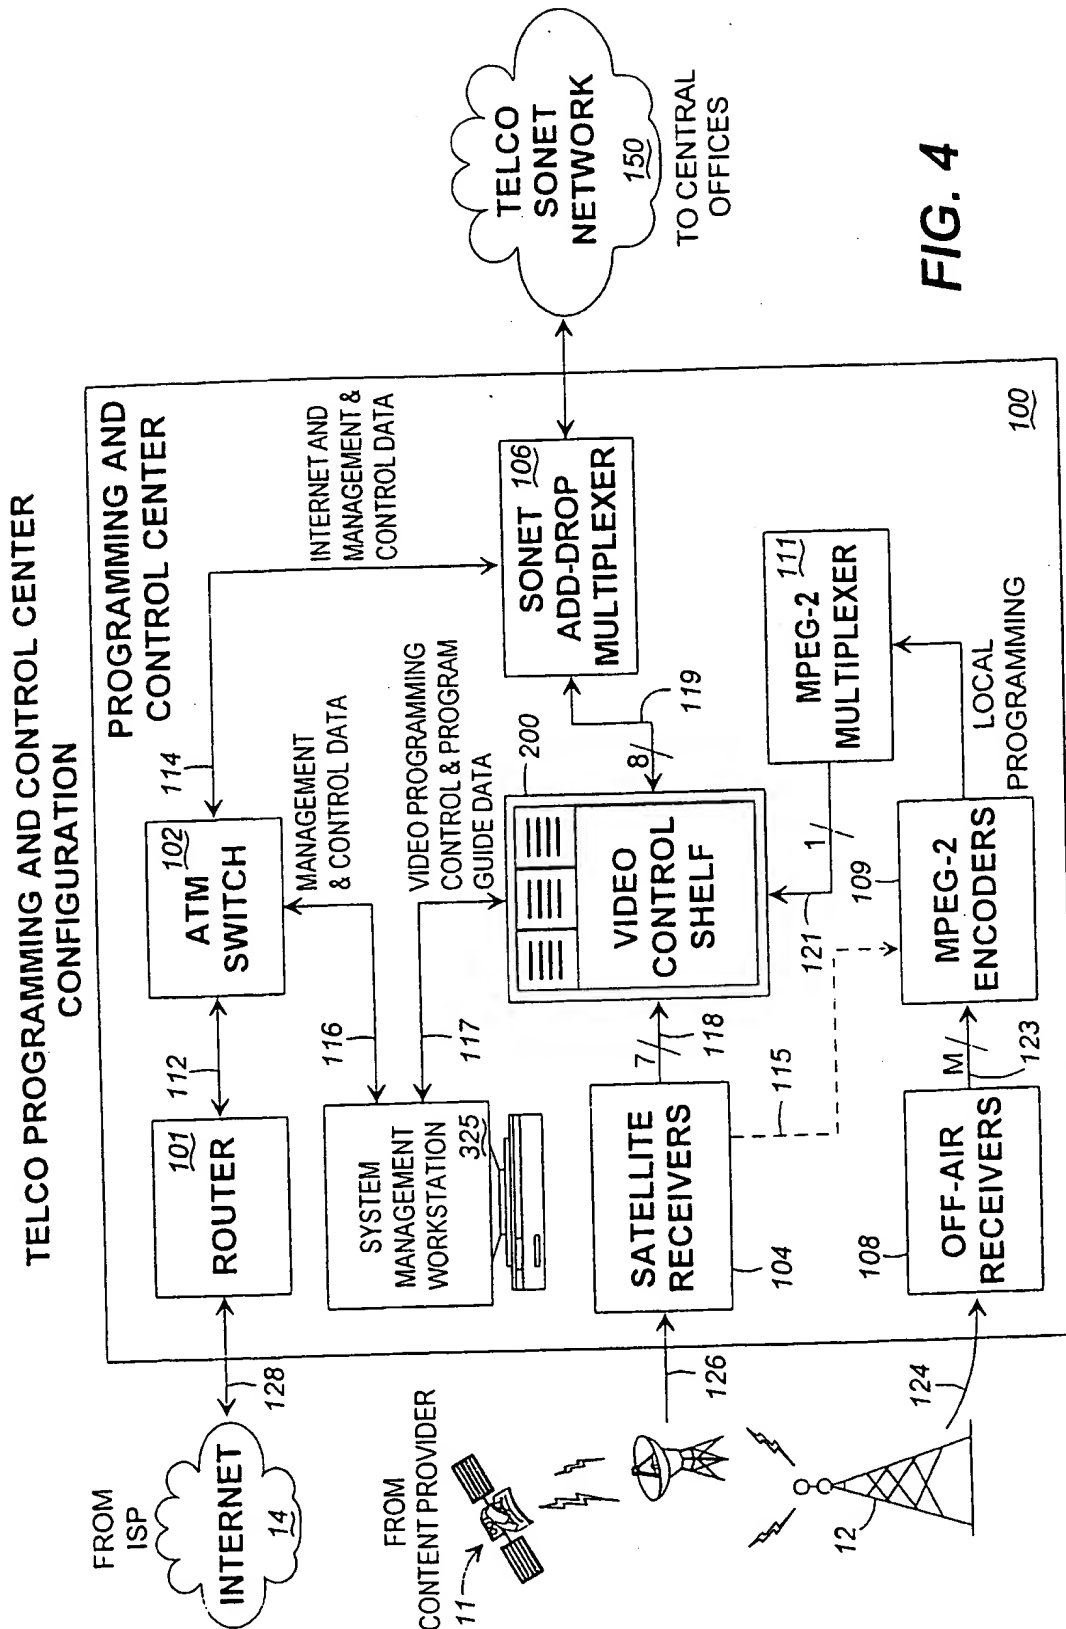 TELCO PROGRAMMING AND CONTROL CENTER
CONFIGURATION
PROGRAMMING AND
CONTROL CENTER
FROM
ISP
INTERNET
14
128
ROUTER
101
112
ATM
SWITCH
102
114
INTERNET AND
MANAGEMENT &
CONTROL DATA
116
MANAGEMENT
& CONTROL DATA
SYSTEM
MANAGEMENT
WORKSTATION
325
117
VIDEO PROGRAMMING
CONTROL & PROGRAM
GUIDE DATA
SONET
ADD-DROP
MULTIPLEXER
106
TELCO
SONET
NETWORK
150
TO CENTRAL
OFFICES
FROM
CONTENT PROVIDER
11
126
SATELLITE
RECEIVERS
104
7
118
115
VIDEO
CONTROL
SHELF
200
8
119
121
1
MPEG-2
MULTIPLEXER
111
12
124
OFF-AIR
RECEIVERS
108
M
123
MPEG-2
ENCODERS
109
LOCAL
PROGRAMMING
100
FIG. 4